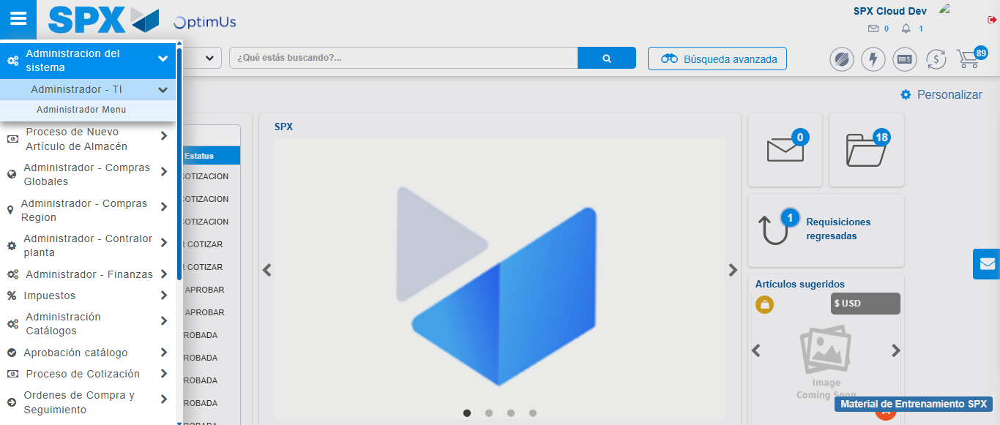 SPX
OptimUs
SPX Cloud Dev
0
1
Administracion del
sistema
Administrador - TI
Administrador Menu
Proceso de Nuevo
Artículo de Almacén
Administrador - Compras
Globales
Administrador - Compras
Region
Administrador - Contralor
planta
Administrador - Finanzas
Impuestos
Administración
Catálogos
Aprobación catálogo
Proceso de Cotización
Ordenes de Compra y
Seguimiento
¿Qué estás buscando?...
Búsqueda avanzada
89
Personalizar
Estatus
COTIZACION
COTIZACION
COTIZACION
COTIZAR
COTIZAR
APROBAR
APROBAR
ROBADA
ROBADA
ROBADA
ROBADA
ROBADA
SPX
0
18
1
Requisiciones
regresadas
Artículos sugeridos
$ USD
Image
Coming Soon
Material de Entrenamiento SPX